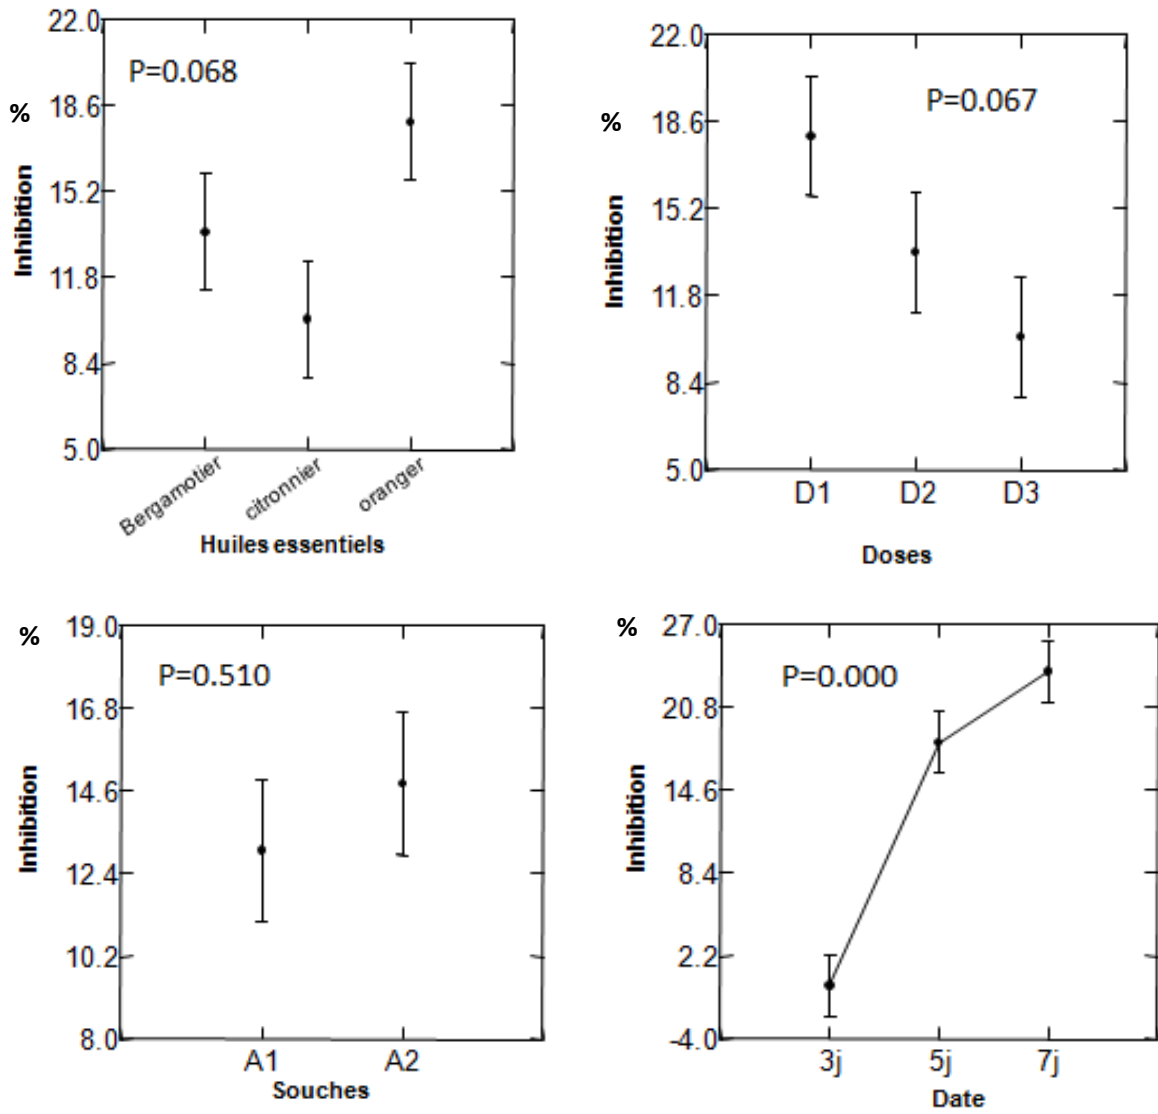 22.0
P=0.068
18.6
%
15.2
Inhibition
11.8
8.4
5.0
Bergamotier
citronnier
oranger
Huiles essentiels
22.0
P=0.067
18.6
%
15.2
Inhibition
11.8
8.4
5.0
D1 D2 D3
Doses
19.0
%
P=0.510
16.8
14.6
Inhibition
12.4
10.2
8.0
A1 A2
Souches
27.0
%
P=0.000
20.8
14.6
Inhibition
8.4
2.2
-4.0
3j 5j 7j
Date